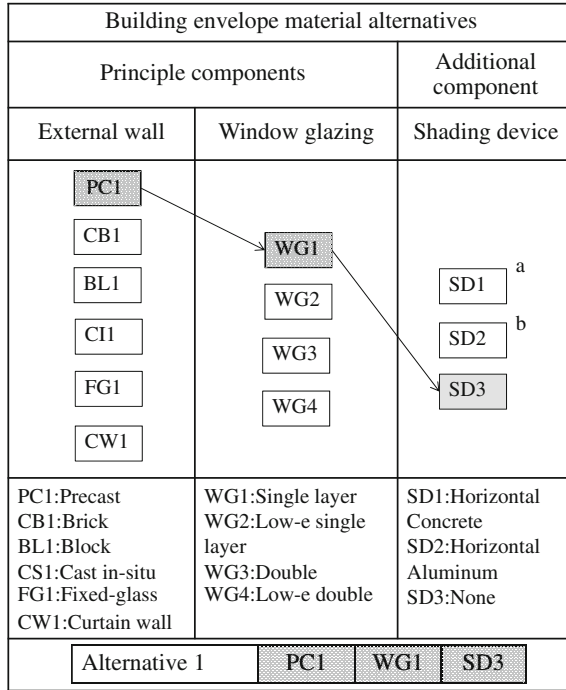 Building envelope material alternatives
Principle components
Additional
component
External wall
Window glazing
Shading device
PC1
CB1
BL1
CI1
FG1
CW1
WG1
WG2
WG3
WG4
SD1
a
SD2
b
SD3
PC1:Precast
CB1:Brick
BL1:Block
CS1:Cast in-situ
FG1:Fixed-glass
CW1:Curtain wall
WG1:Single layer
WG2:Low-e single
layer
WG3:Double
WG4:Low-e double
SD1:Horizontal
Concrete
SD2:Horizontal
Aluminum
SD3:None
Alternative 1
PC1
WG1
SD3